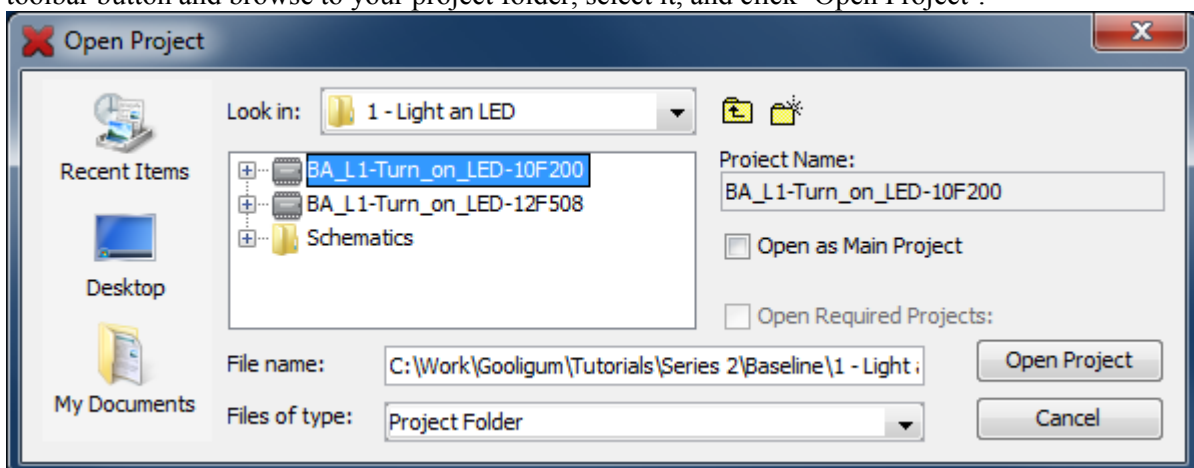 toolbar button and browse to your project folder, select it, and click "Open Project".
Open Project
Look in: 1 - Light an LED
Recent Items
Desktop
My Documents
BA_L1-Turn_on_LED-10F200
BA_L1-Turn_on_LED-12F508
Schematics
Project Name:
BA_L1-Turn_on_LED-10F200
Open as Main Project
Open Required Projects:
File name: C:\Work\Gooligum\Tutorials\Series 2\Baseline\1 - Light
Open Project
Files of type: Project Folder
Cancel